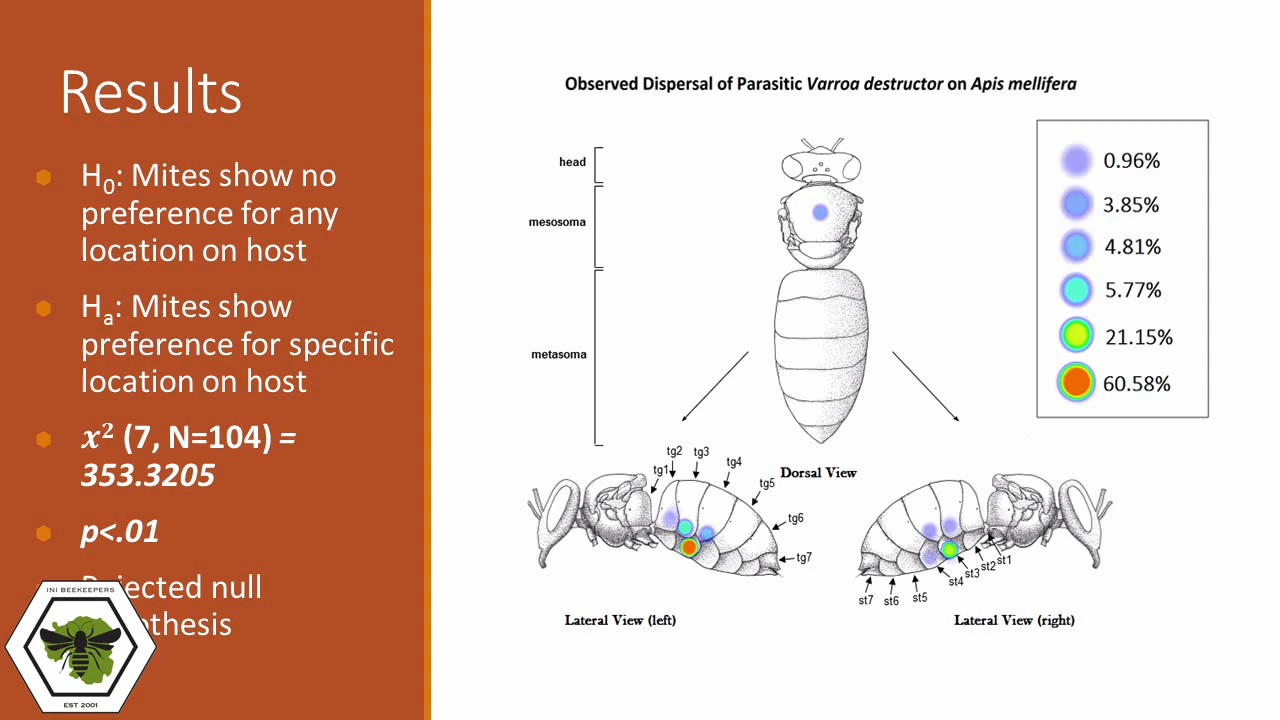 Results
H0: Mites show no
preference for any
location on host
Ha: Mites show
preference for specific
location on host
x² (7, N=104) =
353.3205
p<.01
ejected null
thesis
INI BEEKEEPERS
EST 2001
Observed Dispersal of Parasitic Varroa destructor on Apis mellifera
head
mesosoma
metasoma
0.96%
3.85%
4.81%
5.77%
21.15%
60.58%
Dorsal View
tg1
tg2
tg3
tg4
tg5
tg6
tg7
Lateral View (left)
st1
st2
st3
st4
st5
st6
st7
Lateral View (right)